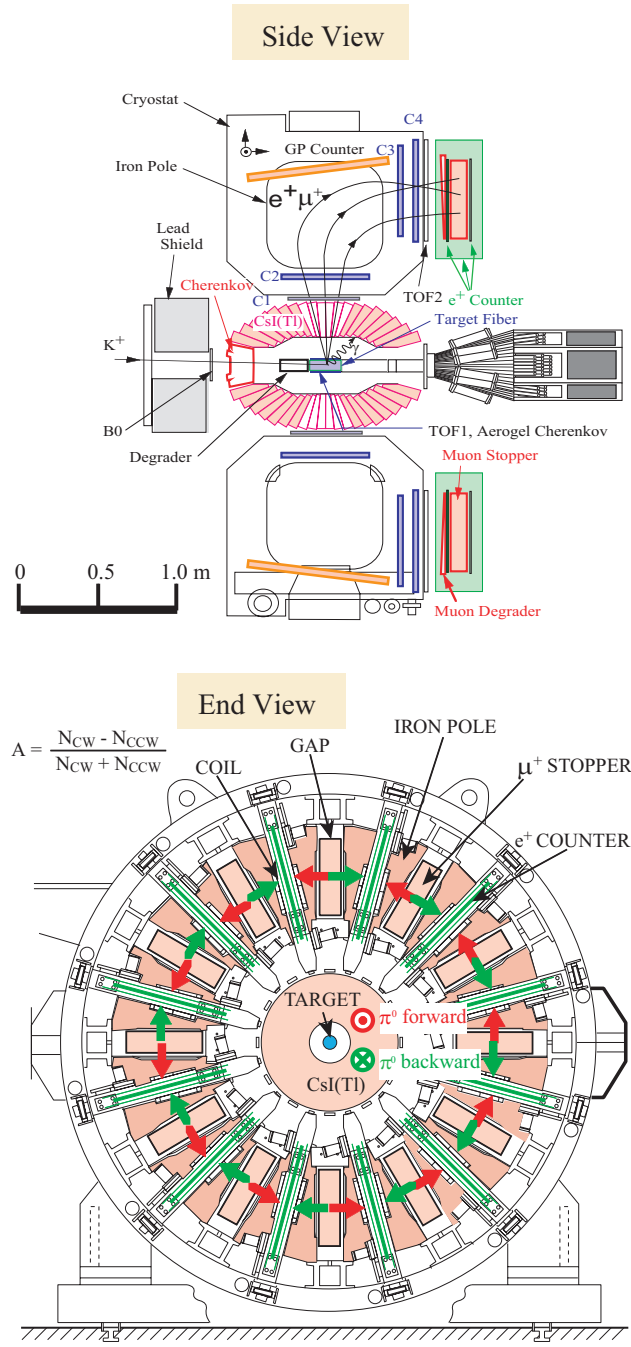 Side View
C4
Cryostat
GP Counter
C3
Iron Pole
e⁺μ⁺
Lead
Shield
C2
Cherenkov
TOF2
e⁺ Counter
C1
CsI(Tl)
Target Fiber
K⁺
γ
B0
TOF1, Aerogel Cherenkov
Degrader
Muon Stopper
0 0.5 1.0 m
Muon Degrader
End View
IRON POLE
A = (N_CW - N_CCW) / (N_CW + N_CCW)
GAP
COIL
μ⁺ STOPPER
e⁺ COUNTER
TARGET
π⁰ forward
π⁰ backward
CsI(Tl)